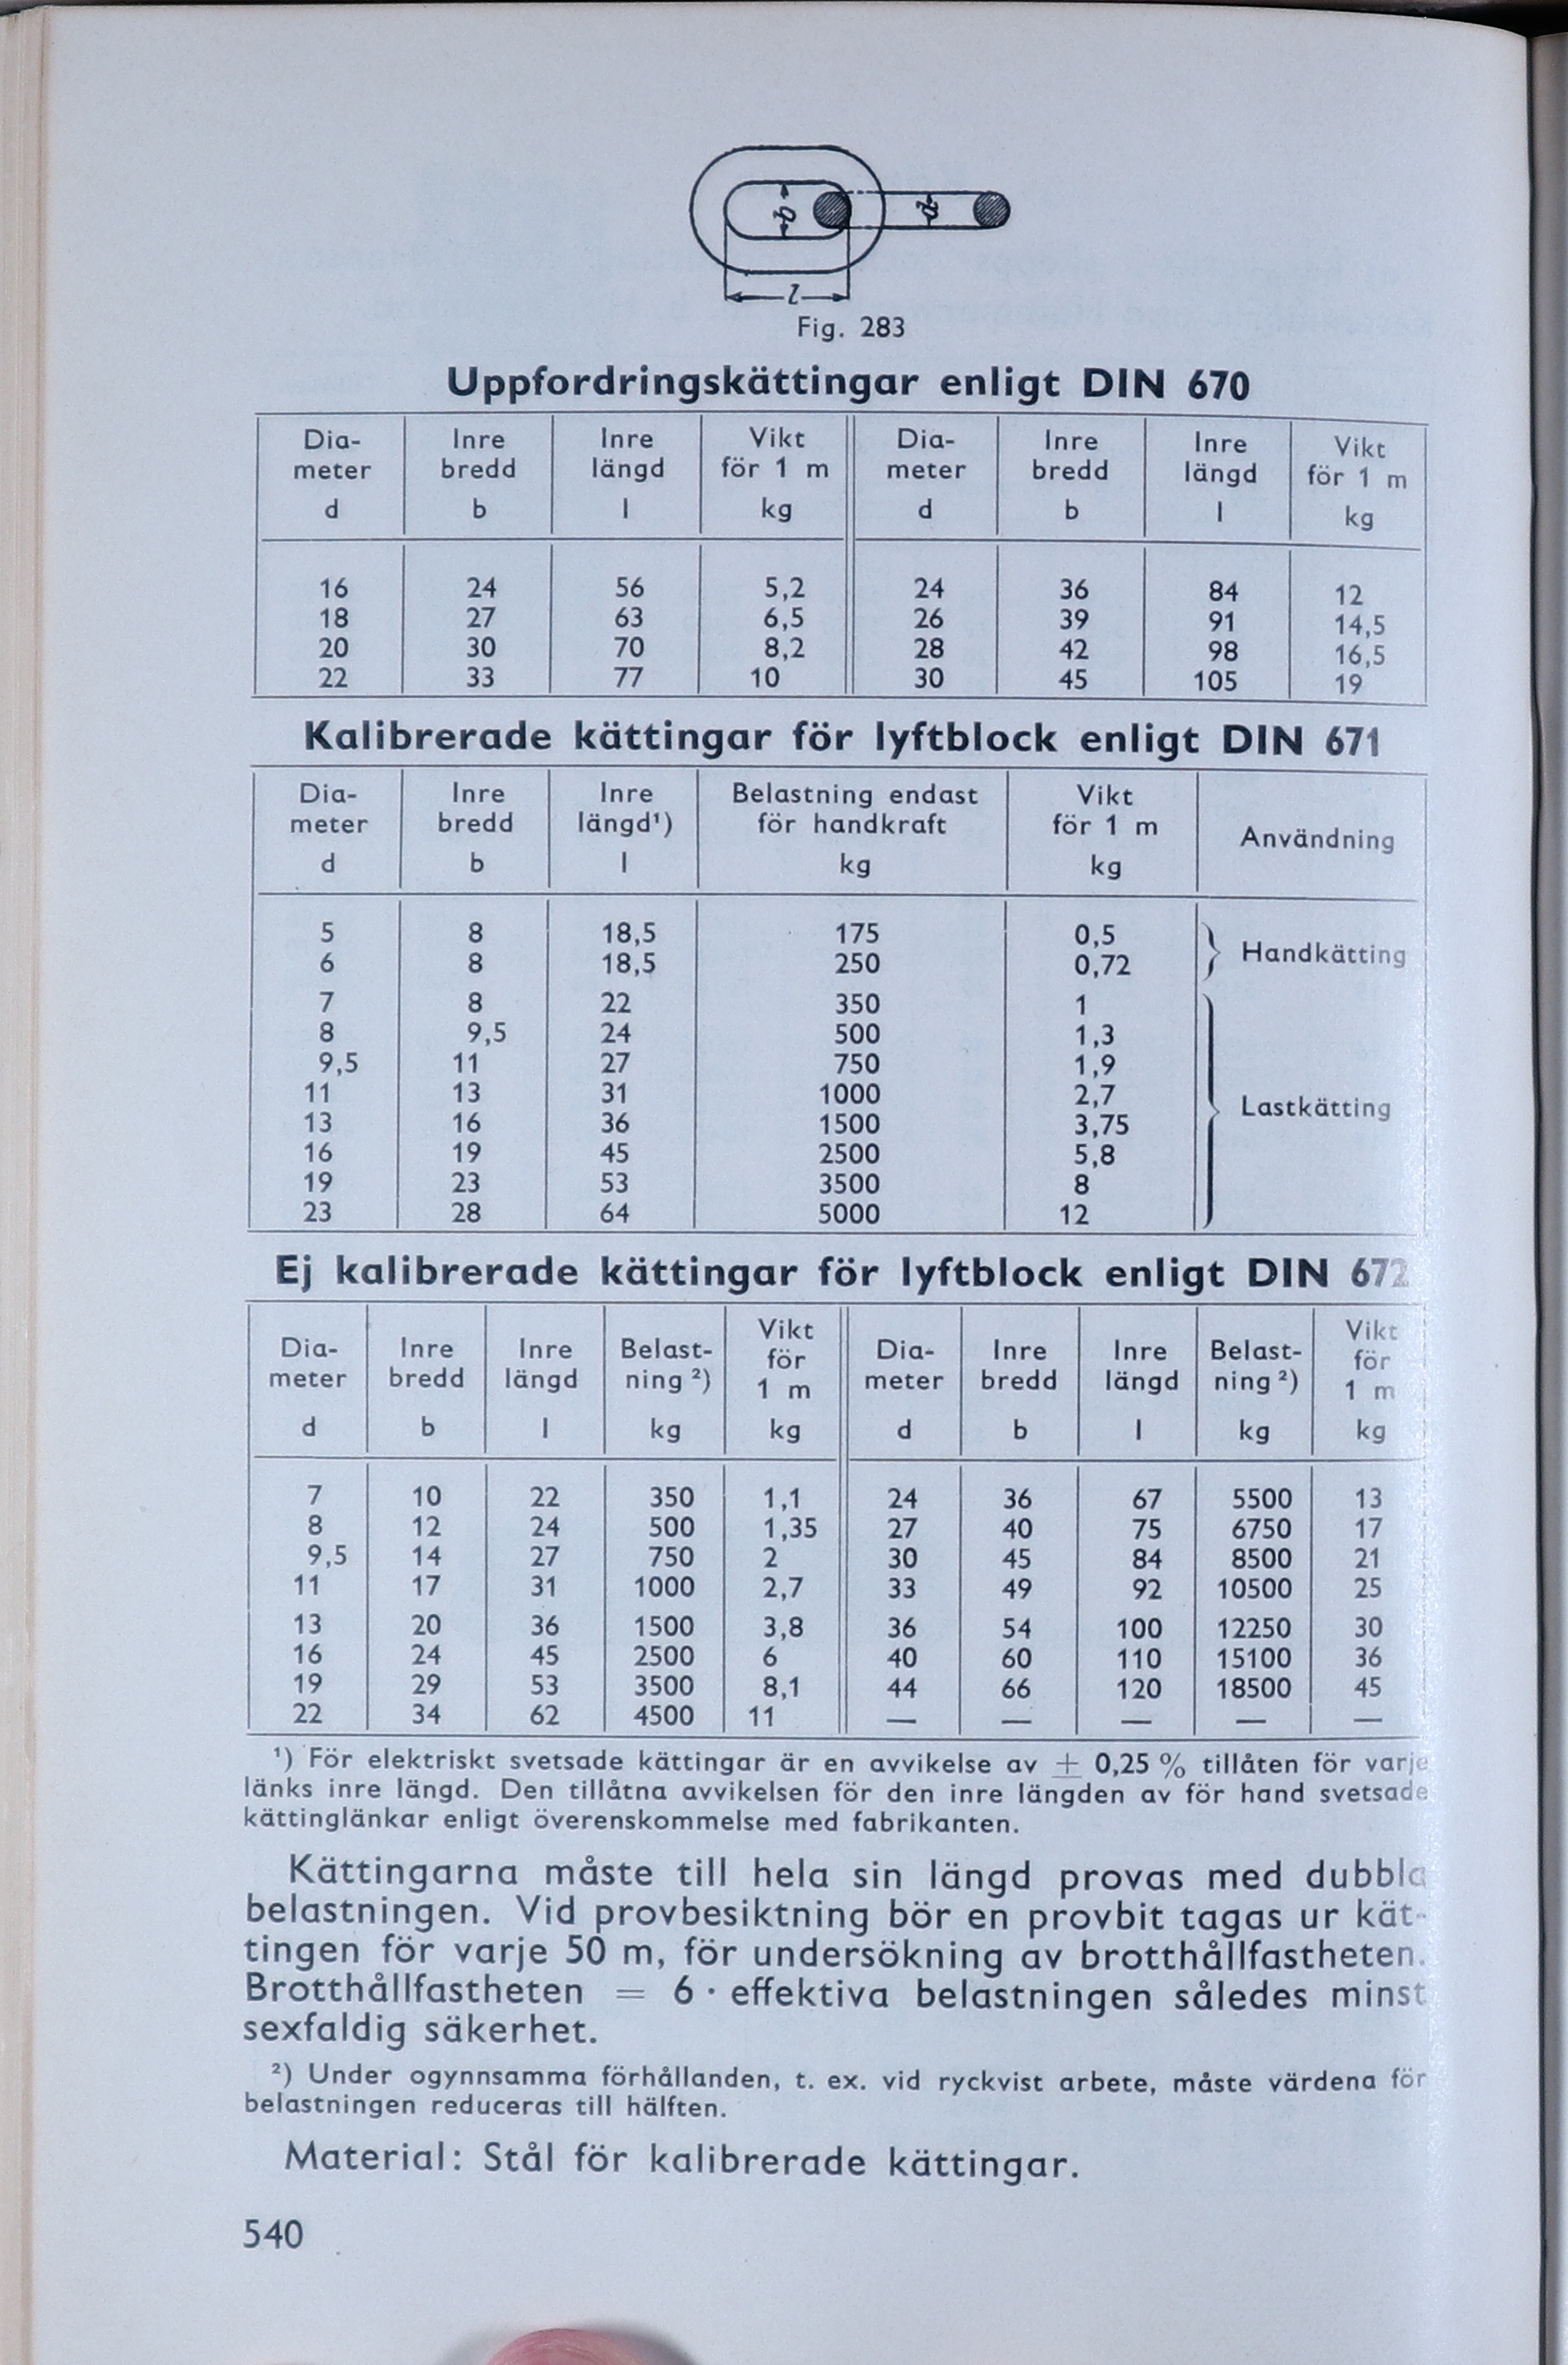 b d
l
Fig. 283
Uppfordringskättingar enligt DIN 670
Dia- Inre Inre Vikt Dia- Inre Inre Vikt
meter bredd längd för 1 m meter bredd längd för 1 m
d b l kg d b l kg
16 24 56 5,2 24 36 84 12
18 27 63 6,5 26 39 91 14,5
20 30 70 8,2 28 42 98 16,5
22 33 77 10 30 45 105 19
Kalibrerade kättingar för lyftblock enligt DIN 671
Dia- Inre Inre Belastning endast Vikt
meter bredd längd¹) för handkraft för 1 m Användning
d b l kg kg
5 8 18,5 175 0,5
6 8 18,5 250 0,72 } Handkätting
7 8 22 350 1
8 9,5 24 500 1,3
9,5 11 27 750 1,9
11 13 31 1000 2,7
13 16 36 1500 3,75 } Lastkätting
16 19 45 2500 5,8
19 23 53 3500 8
23 28 64 5000 12
Ej kalibrerade kättingar för lyftblock enligt DIN 672
Dia- Inre Inre Belast- Vikt Dia- Inre Inre Belast- Vikt
meter bredd längd ning ²) för meter bredd längd ning ²) för
1 m 1 m
d b l kg kg d b l kg kg
7 10 22 350 1,1 24 36 67 5500 13
8 12 24 500 1,35 27 40 75 6750 17
9,5 14 27 750 2 30 45 84 8500 21
11 17 31 1000 2,7 33 49 92 10500 25
13 20 36 1500 3,8 36 54 100 12250 30
16 24 45 2500 6 40 60 110 15100 36
19 29 53 3500 8,1 44 66 120 18500 45
22 34 62 4500 11 — — — — —
¹) För elektriskt svetsade kättingar är en avvikelse av ± 0,25 % tillåten för varje
länks inre längd. Den tillåtna avvikelsen för den inre längden av för hand svetsade
kättinglänkar enligt överenskommelse med fabrikanten.
Kättingarna måste till hela sin längd provas med dubbla
belastningen. Vid provbesiktning bör en provbit tagas ur kät-
tingen för varje 50 m, för undersökning av brotthållfastheten.
Brotthållfastheten = 6 · effektiva belastningen således minst
sexfaldig säkerhet.
²) Under ogynnsamma förhållanden, t. ex. vid ryckvist arbete, måste värdena för
belastningen reduceras till hälften.
Material: Stål för kalibrerade kättingar.
540